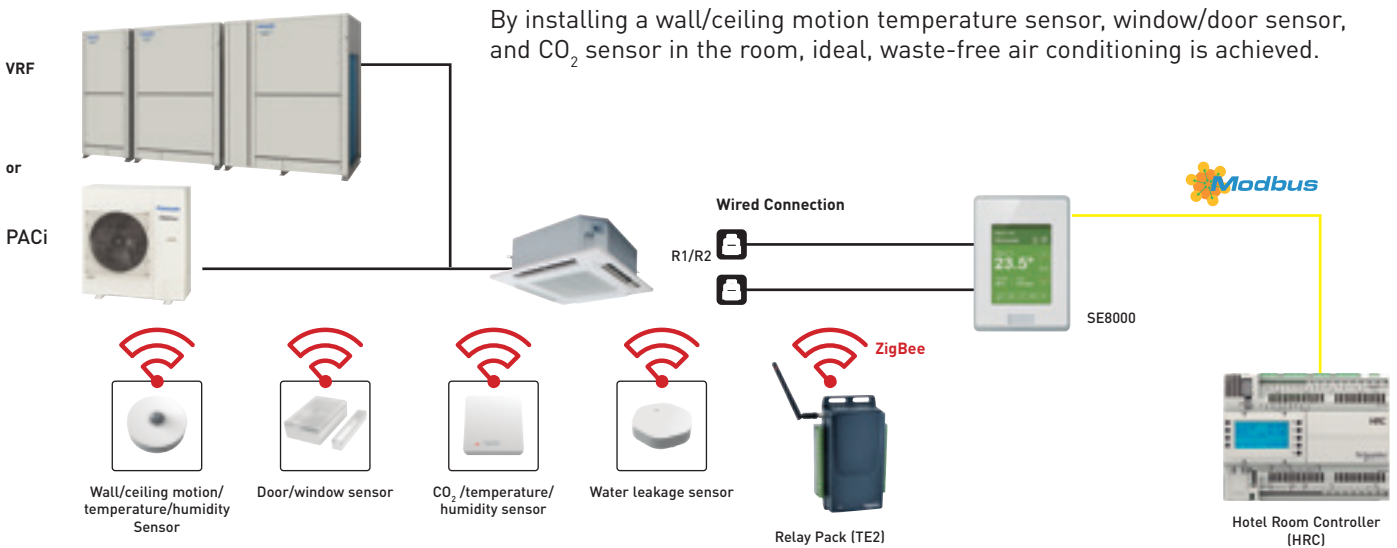 By installing a wall/ceiling motion temperature sensor, window/door sensor,
and CO₂ sensor in the room, ideal, waste-free air conditioning is achieved.
VRF
or
PACi
Wired Connection
R1/R2
Modbus
23.5°
SE8000
ZigBee
HRC
Wall/ceiling motion/
temperature/humidity
Sensor
Door/window sensor
CO₂ /temperature/
humidity sensor
Water leakage sensor
Relay Pack (TE2)
Hotel Room Controller
(HRC)